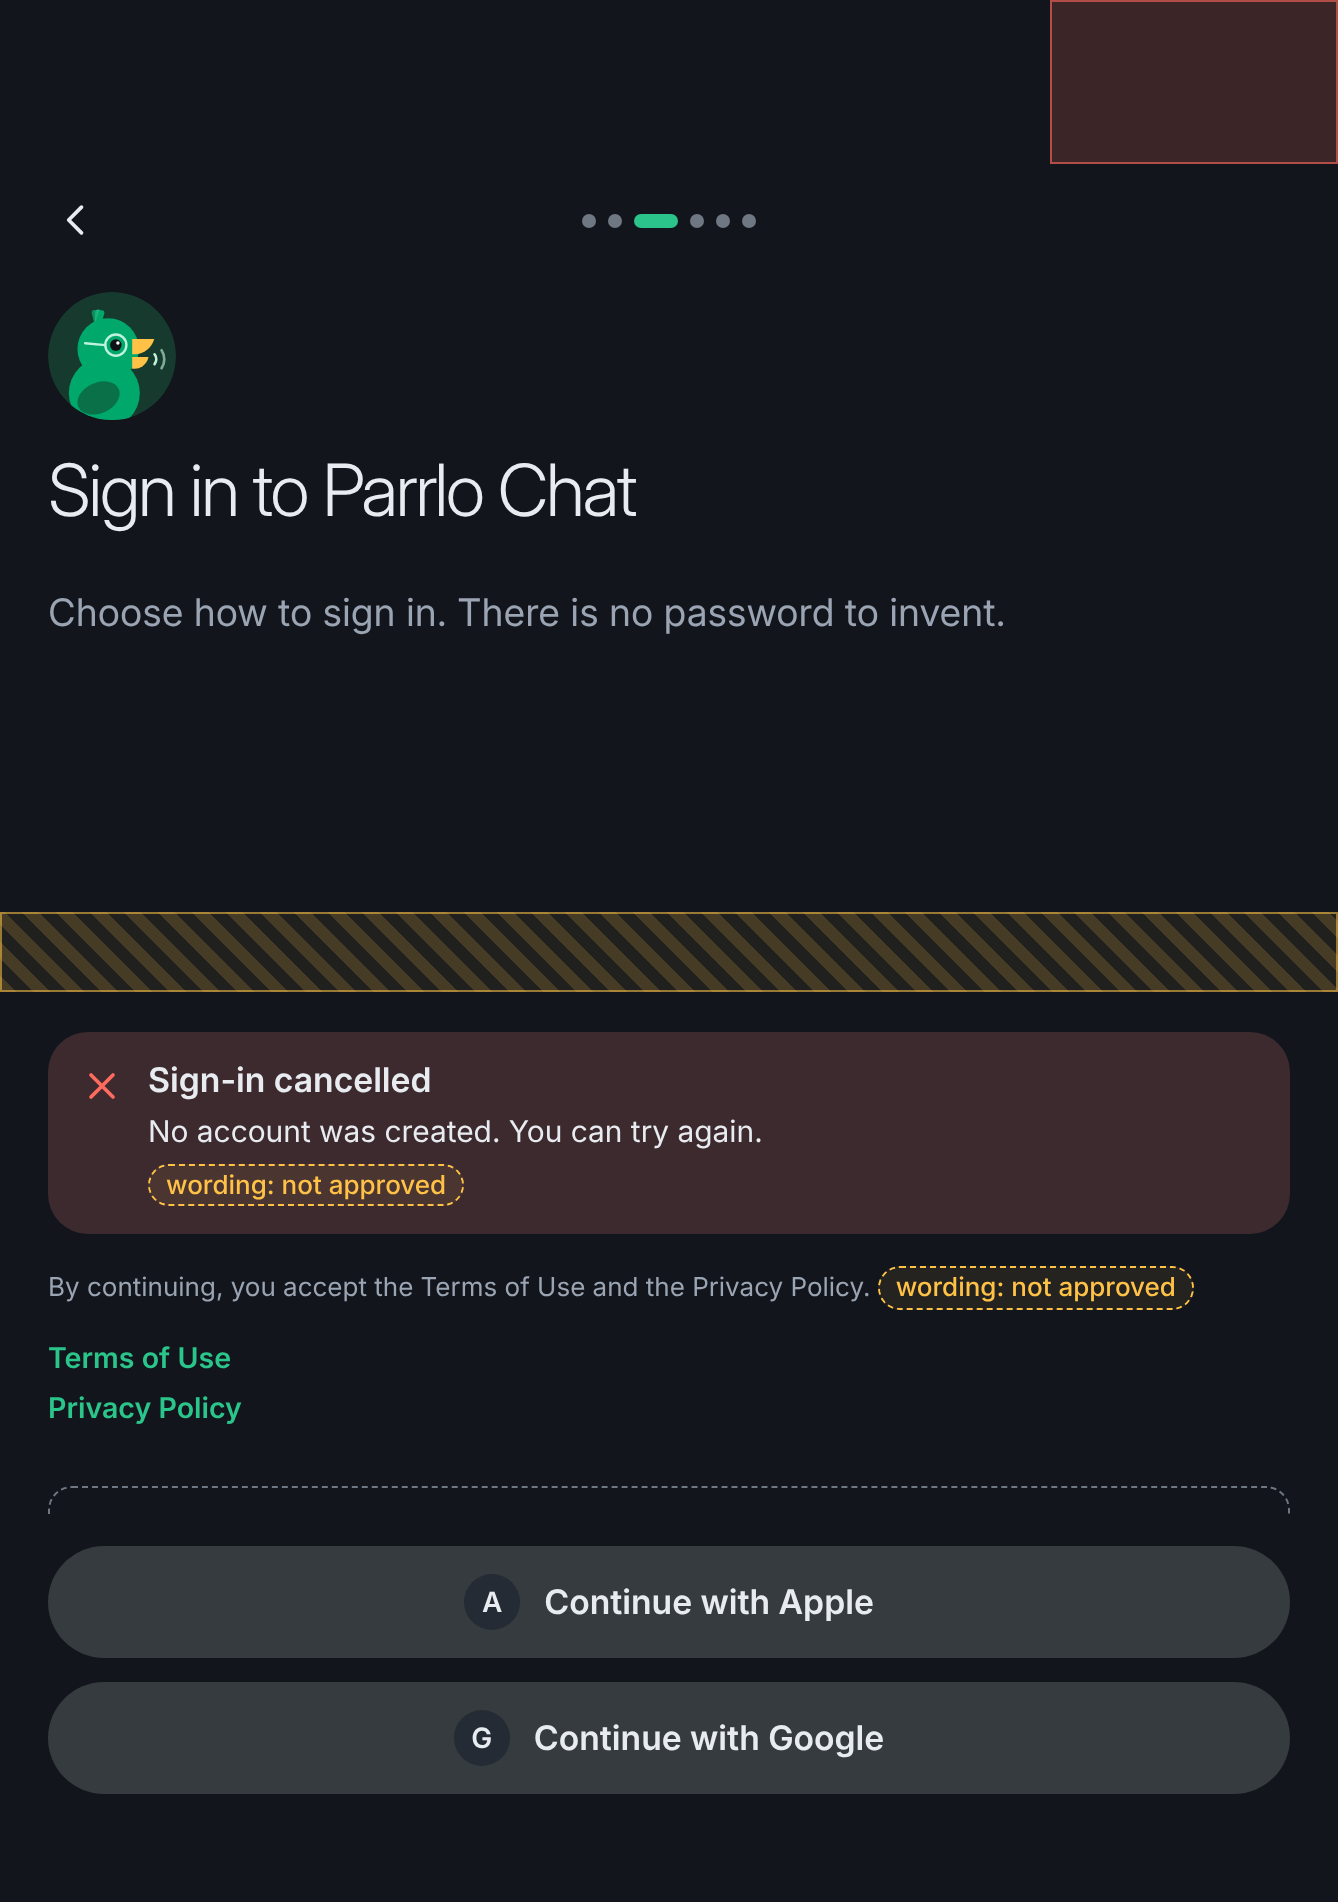 Sign in to Parrlo Chat
Choose how to sign in. There is no password to invent.
Sign-in cancelled
No account was created. You can try again.
wording: not approved
By continuing, you accept the Terms of Use and the Privacy Policy. wording: not approved
Terms of Use
Privacy Policy
A Continue with Apple
G Continue with Google